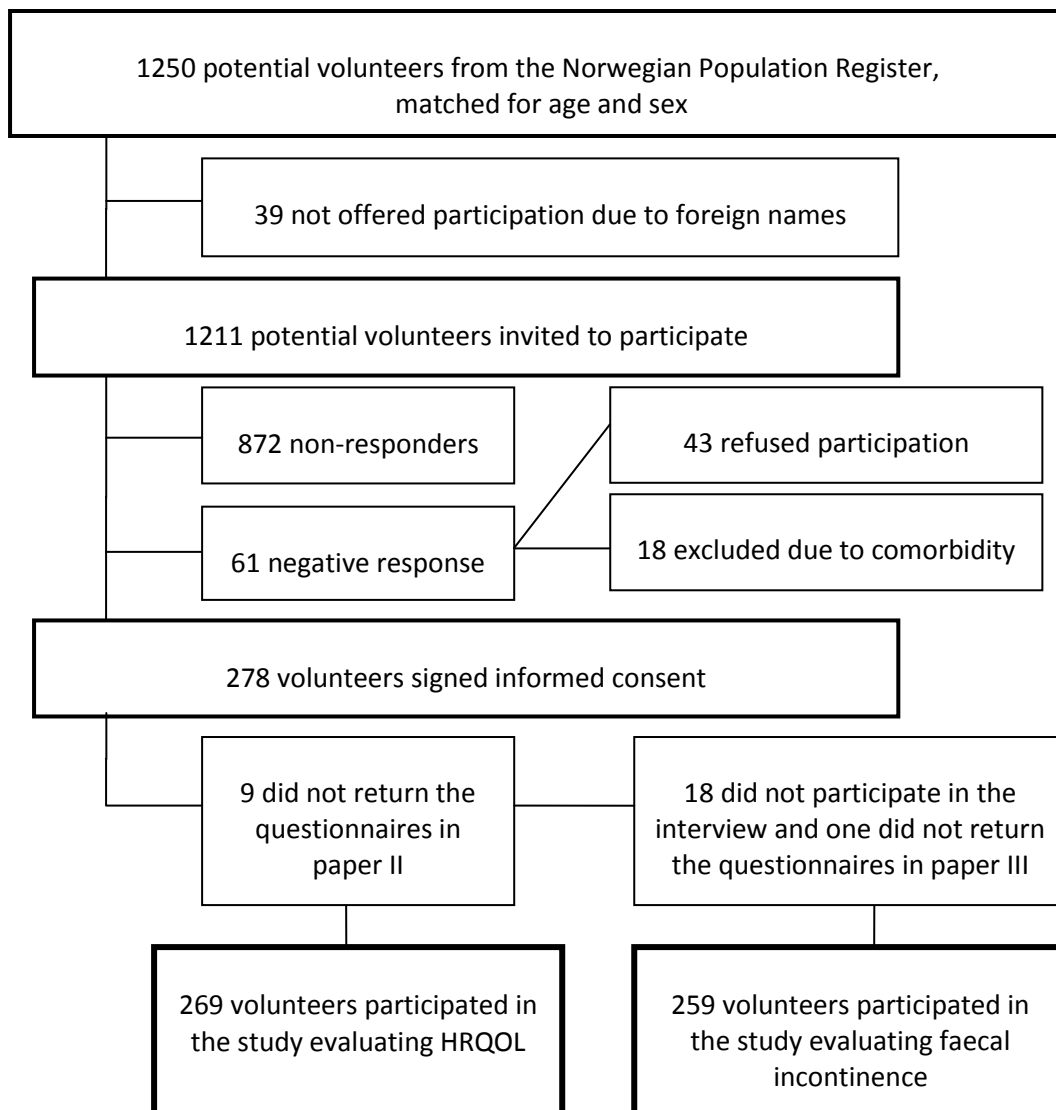 1250 potential volunteers from the Norwegian Population Register,
matched for age and sex
39 not offered participation due to foreign names
1211 potential volunteers invited to participate
872 non-responders
43 refused participation
61 negative response
18 excluded due to comorbidity
278 volunteers signed informed consent
9 did not return the
questionnaires in
paper II
18 did not participate in the
interview and one did not return
the questionnaires in paper III
269 volunteers participated in
the study evaluating HRQOL
259 volunteers participated in
the study evaluating faecal
incontinence